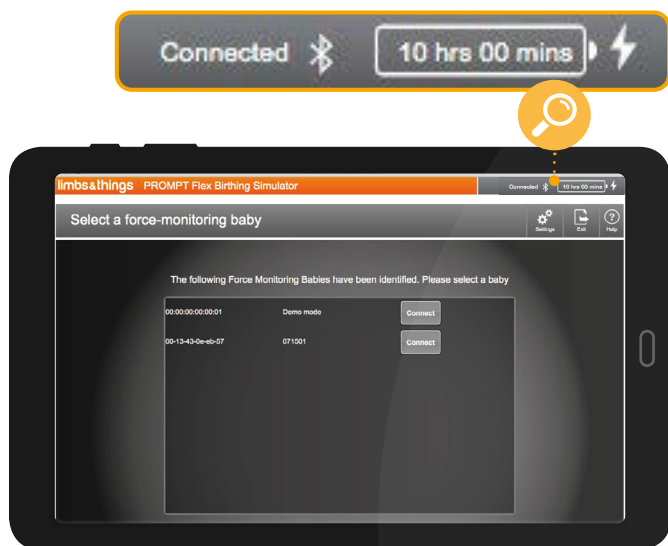 Connected 10 hrs 00 mins
limbs&things PROMPT Flex Birthing Simulator Connected 10 hrs 00 mins
Select a force-monitoring baby
Settings Exit Help
The following Force Monitoring Babies have been identified. Please select a baby
00:00:00:00:00:01 Demo mode Connect
00-13-43-0e-eb-57 071501 Connect